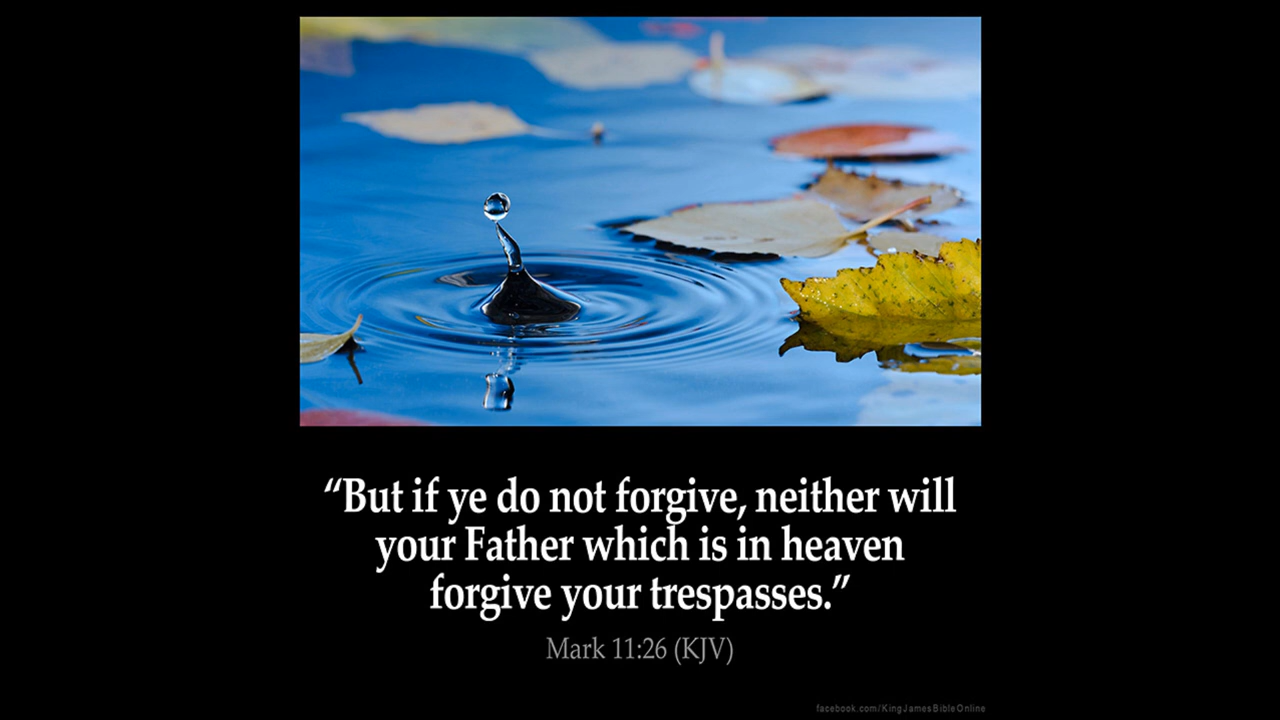 “But if ye do not forgive, neither will
your Father which is in heaven
forgive your trespasses.”
Mark 11:26 (KJV)
facebook.com/KingJamesBibleOnline